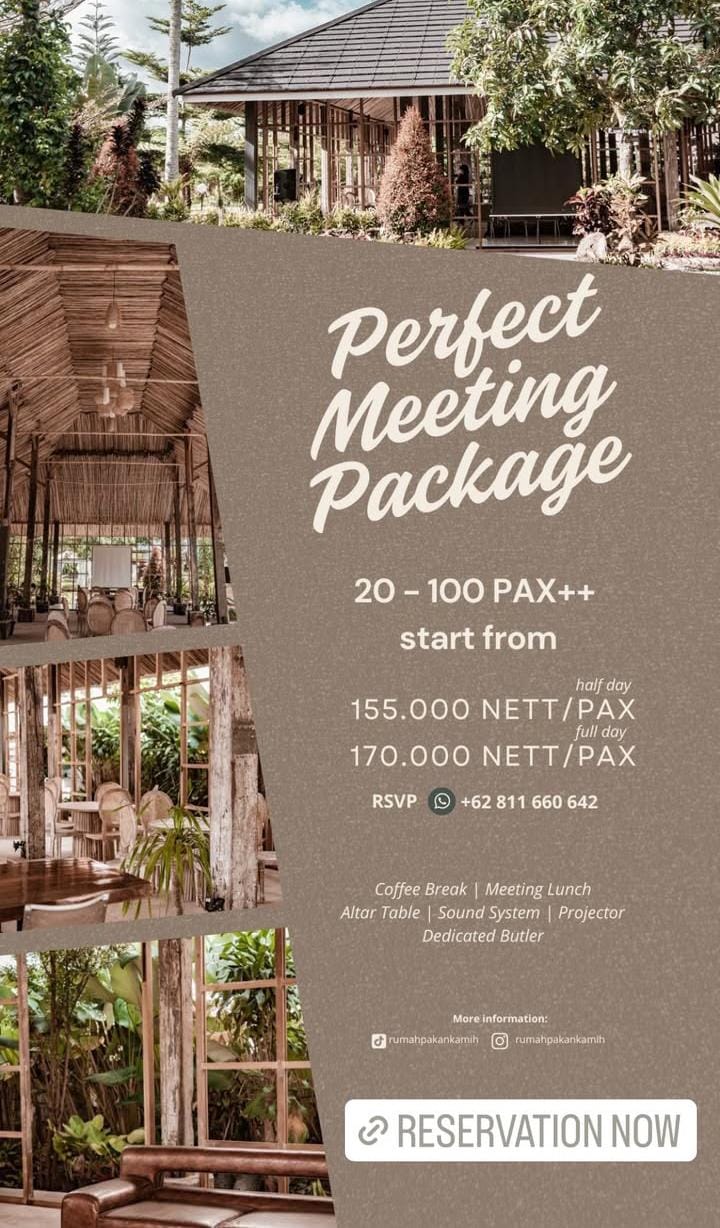 Perfect
Meeting
Package
20 – 100 PAX++
start from
half day
155.000 NETT/PAX
full day
170.000 NETT/PAX
RSVP +62 811 660 642
Coffee Break | Meeting Lunch
Altar Table | Sound System | Projector
Dedicated Butler
More information:
rumahpakankamih rumahpakankamih
RESERVATION NOW